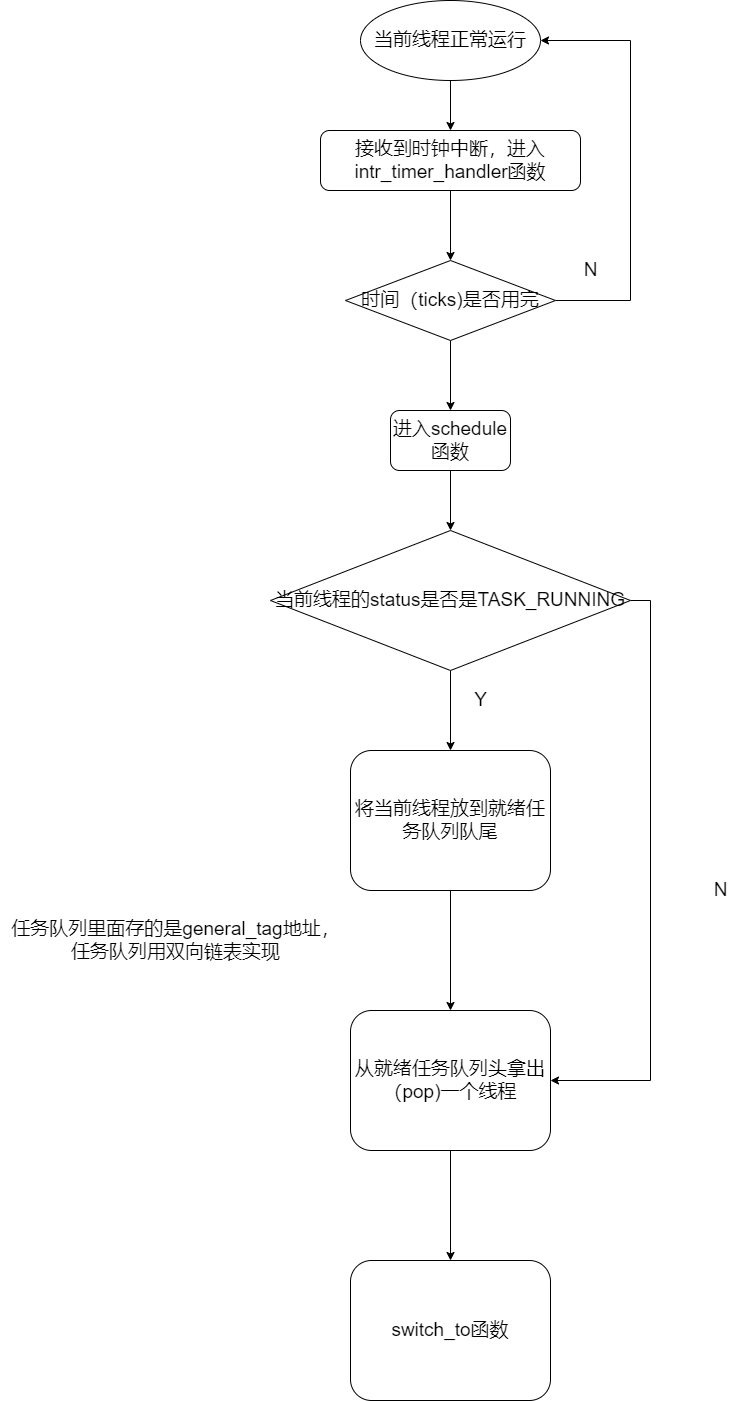 当前线程正常运行
接收到时钟中断，进入
intr_timer_handler函数
N
时间（ticks)是否用完
进入schedule
函数
当前线程的status是否是TASK_RUNNING
Y
将当前线程放到就绪任
务队列队尾
N
任务队列里面存的是general_tag地址，
任务队列用双向链表实现
从就绪任务队列头拿出
（pop)一个线程
switch_to函数